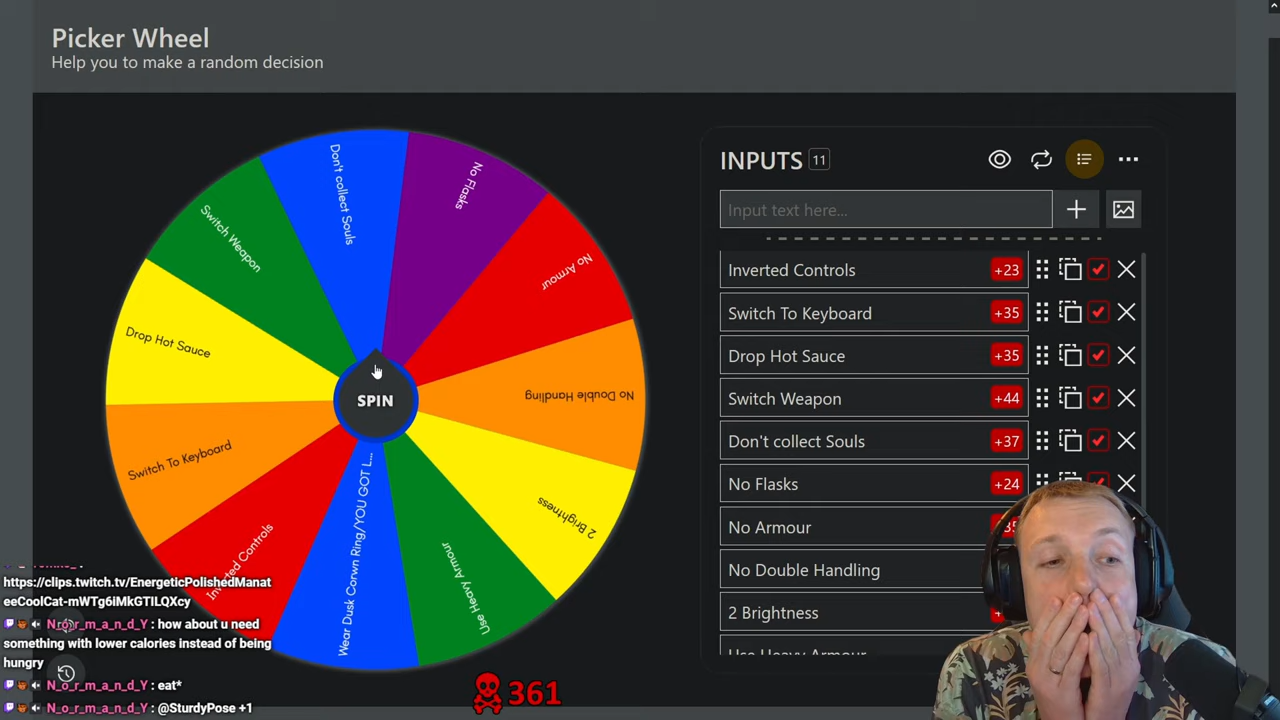 Picker Wheel
Help you to make a random decision
INPUTS 11
Input text here...
Inverted Controls +23
Switch To Keyboard +35
Drop Hot Sauce +35
Switch Weapon +44
Don't collect Souls +37
No Flasks +24
No Armour
No Double Handling
2 Brightness
Use Heavy Armour
Don't collect Souls
No Flasks
No Armour
No Double Handling
2 Brightness
Use Heavy Armour
Wear Dusk Corwn Ring/YOU GOT L...
Inverted Controls
Switch To Keyboard
Drop Hot Sauce
Switch Weapon
SPIN
https://clips.twitch.tv/EnergeticPolishedManat
eeCoolCat-mWTg6iMkGTILQXcy
N_o_r_m_a_n_d_Y : how about u need
something with lower calories instead of being
hungry
N_o_r_m_a_n_d_Y : eat*
N_o_r_m_a_n_d_Y : @SturdyPose +1
361